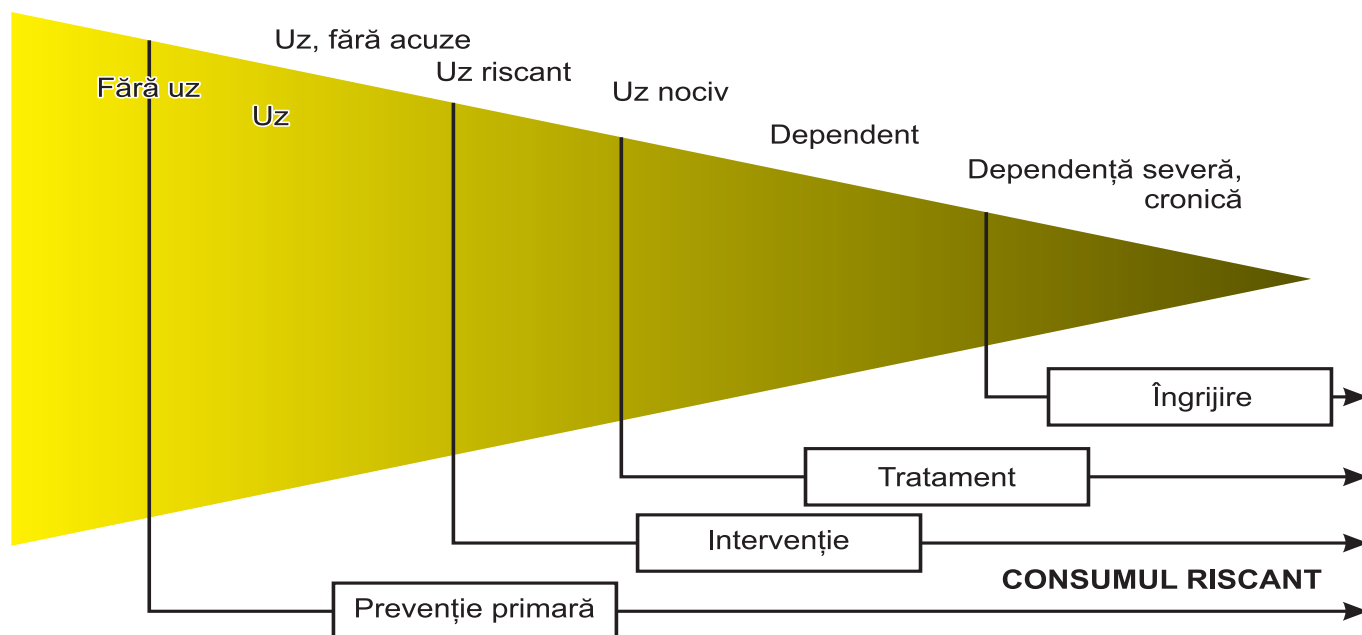 Uz, fără acuze
Uz riscant
Fără uz
Uz nociv
Uz
Dependent
Dependență severă,
cronică
Îngrijire
Tratament
Intervenție
CONSUMUL RISCANT
Prevenție primară